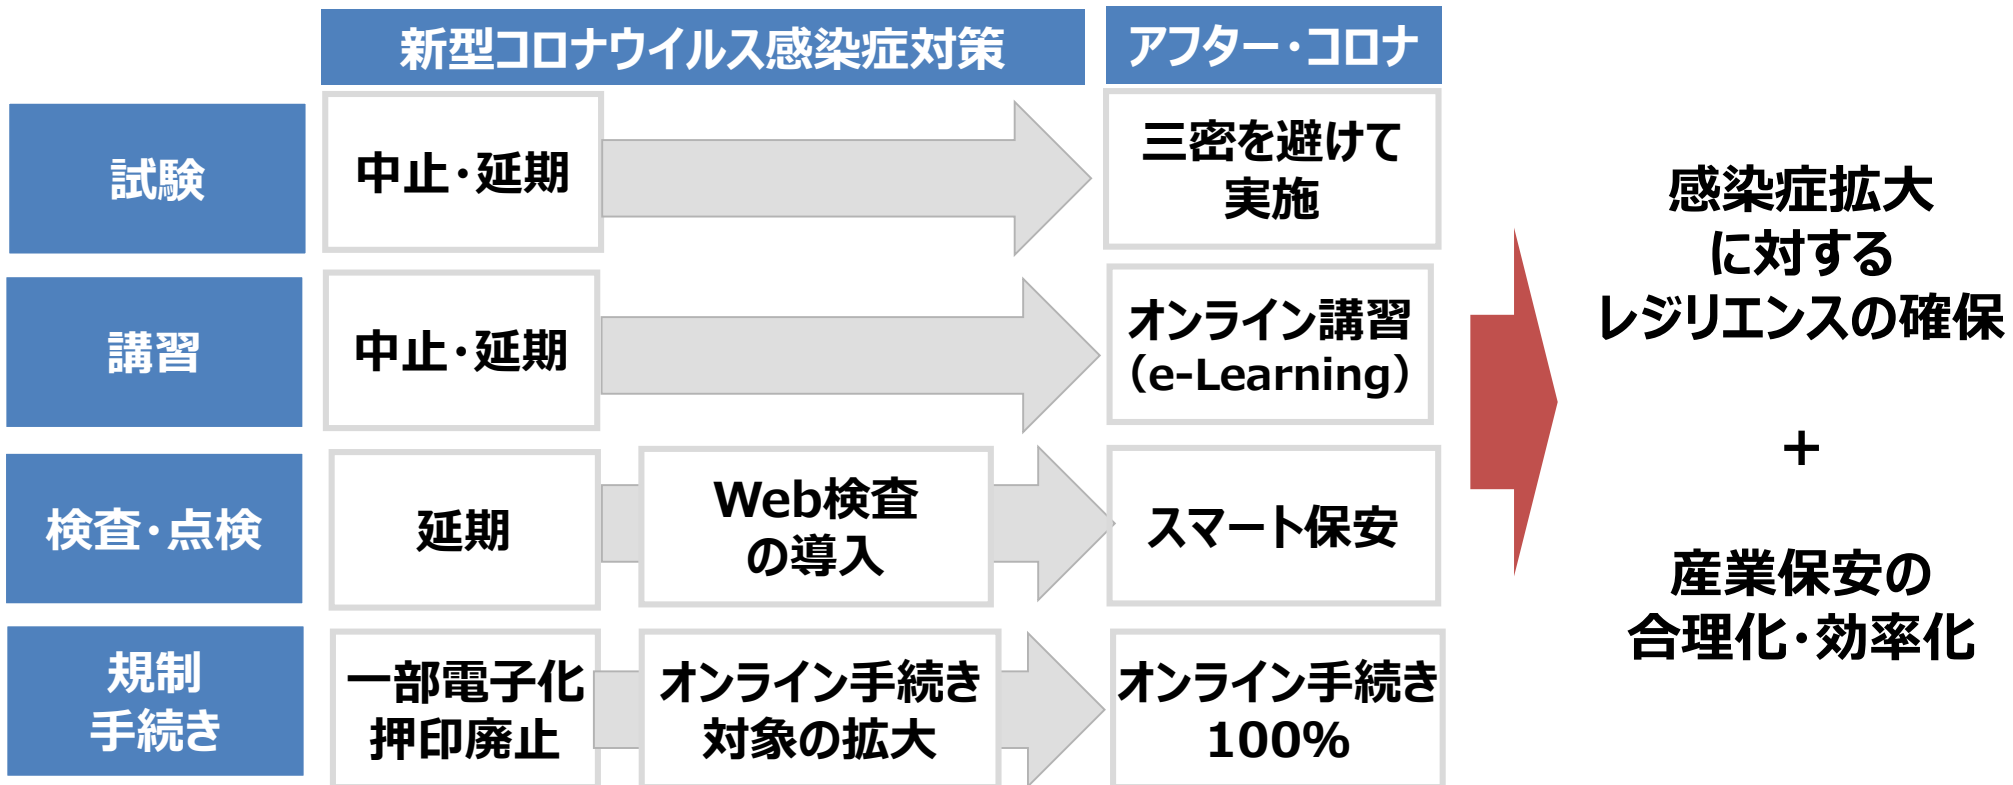 新型コロナウイルス感染症対策
アフター・コロナ
試験
中止・延期
三密を避けて
実施
講習
中止・延期
オンライン講習
（e-Learning）
検査・点検
延期
Web検査
の導入
スマート保安
規制
手続き
一部電子化
押印廃止
オンライン手続き
対象の拡大
オンライン手続き
100%
感染症拡大
に対する
レジリエンスの確保
＋
産業保安の
合理化・効率化